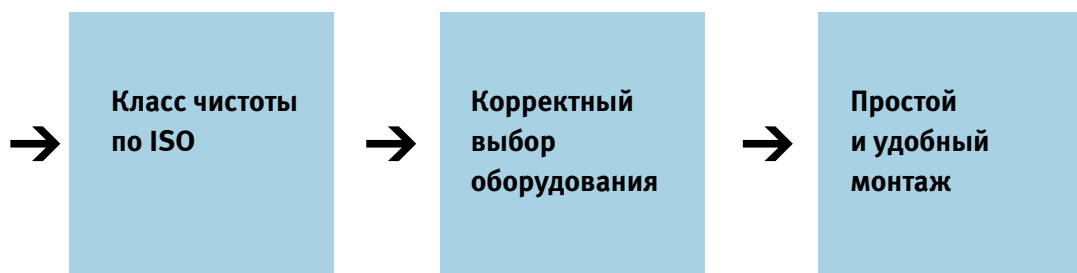 Класс чистоты
по ISO
Корректный
выбор
оборудования
Простой
и удобный
монтаж